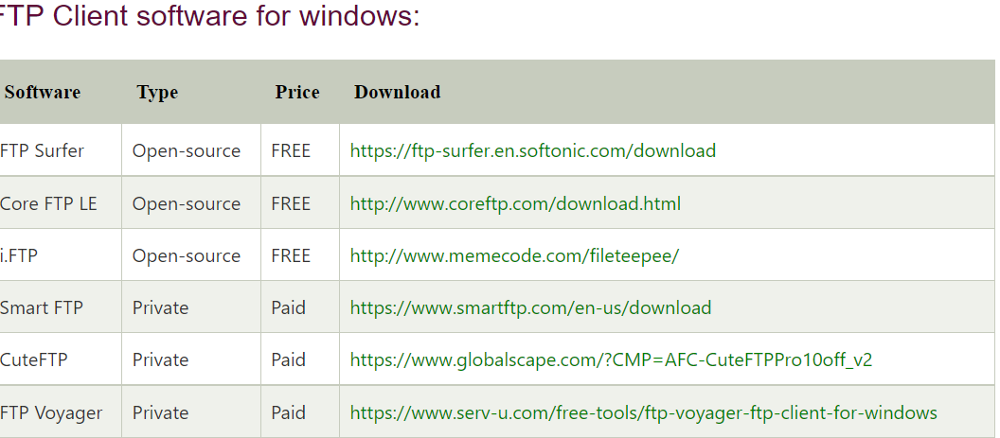 FTP Client software for windows:
Software Type Price Download
FTP Surfer Open-source FREE https://ftp-surfer.en.softonic.com/download
Core FTP LE Open-source FREE http://www.coreftp.com/download.html
i.FTP Open-source FREE http://www.memecode.com/fileteepee/
Smart FTP Private Paid https://www.smartftp.com/en-us/download
CuteFTP Private Paid https://www.globalscape.com/?CMP=AFC-CuteFTPPro10off_v2
FTP Voyager Private Paid https://www.serv-u.com/free-tools/ftp-voyager-ftp-client-for-windows